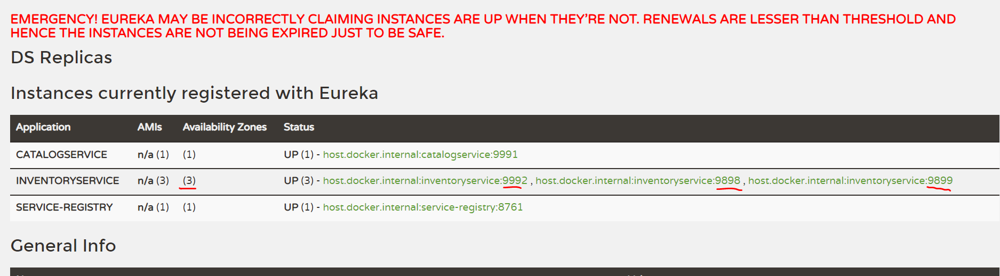 EMERGENCY! EUREKA MAY BE INCORRECTLY CLAIMING INSTANCES ARE UP WHEN THEY'RE NOT. RENEWALS ARE LESSER THAN THRESHOLD AND
HENCE THE INSTANCES ARE NOT BEING EXPIRED JUST TO BE SAFE.
DS Replicas
Instances currently registered with Eureka
Application AMIs Availability Zones Status
CATALOGSERVICE n/a (1) (1) UP (1) - host.docker.internal:catalogservice:9991
INVENTORYSERVICE n/a (3) (3) UP (3) - host.docker.internal:inventoryservice:9992 , host.docker.internal:inventoryservice:9898 , host.docker.internal:inventoryservice:9899
SERVICE-REGISTRY n/a (1) (1) UP (1) - host.docker.internal:service-registry:8761
General Info